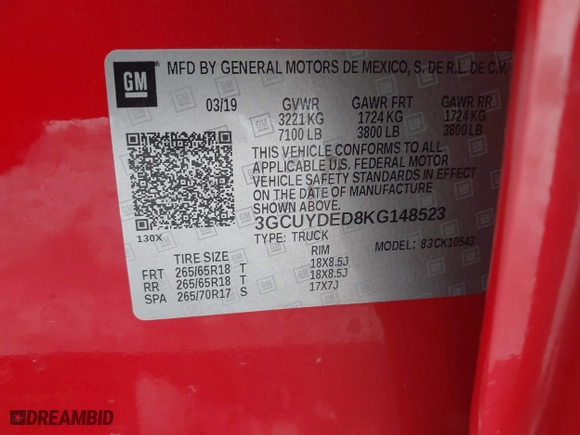 GM
MFD BY GENERAL MOTORS DE MEXICO, S. DE R.L. DE C.V.
03/19 GVWR GAWR FRT GAWR RR
3221 KG 1724 KG 1724 KG
7100 LB 3800 LB 3800 LB
THIS VEHICLE CONFORMS TO ALL
APPLICABLE U.S. FEDERAL MOTOR
VEHICLE SAFETY STANDARDS IN EFFECT
ON THE DATE OF MANUFACTURE
3GCUYDED8KG148523
130X
TYPE: TRUCK MODEL: 83CK10543
TIRE SIZE RIM
FRT 265/65R18 T 18X8.5J
RR 265/65R18 T 18X8.5J
SPA 265/70R17 S 17X7J
DREAMBID